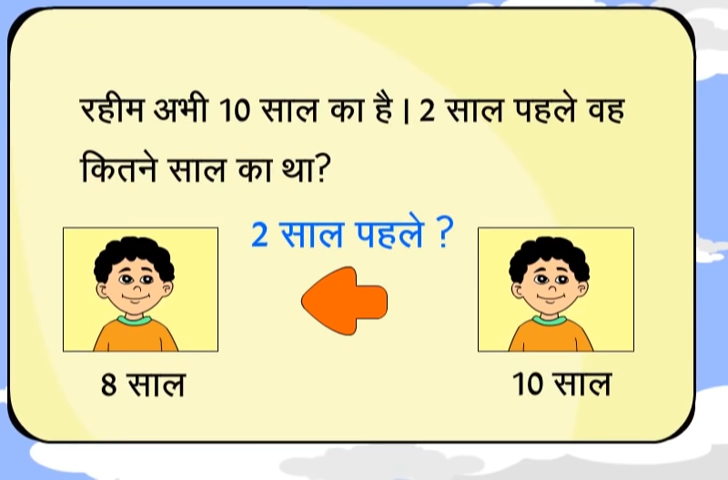 रहीम अभी 10 साल का है | 2 साल पहले वह
कितने साल का था?
2 साल पहले ?
8 साल
10 साल